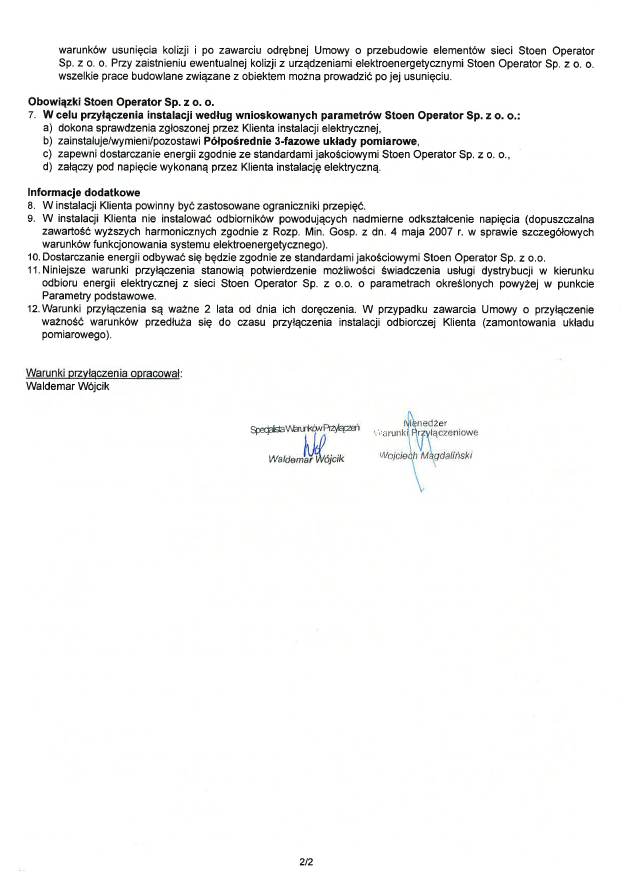 warunków usunięcia kolizji i po zawarciu odrębnej Umowy o przebudowie elementów sieci Stoen Operator
Sp. z o. o. Przy zaistnieniu ewentualnej kolizji z urządzeniami elektroenergetycznymi Stoen Operator Sp. z o. o.
wszelkie prace budowlane związane z obiektem można prowadzić po jej usunięciu.
Obowiązki Stoen Operator Sp. z o. o.
7. W celu przyłączenia instalacji według wnioskowanych parametrów Stoen Operator Sp. z o. o.:
a) dokona sprawdzenia zgłoszonej przez Klienta instalacji elektrycznej,
b) zainstaluje/wymieni/pozostawi Półpośrednie 3-fazowe układy pomiarowe,
c) zapewni dostarczanie energii zgodnie ze standardami jakościowymi Stoen Operator Sp. z o. o.,
d) załączy pod napięcie wykonaną przez Klienta instalację elektryczną.
Informacje dodatkowe
8. W instalacji Klienta powinny być zastosowane ograniczniki przepięć.
9. W instalacji Klienta nie instalować odbiorników powodujących nadmierne odkształcenie napięcia (dopuszczalna
zawartość wyższych harmonicznych zgodnie z Rozp. Min. Gosp. z dn. 4 maja 2007 r. w sprawie szczegółowych
warunków funkcjonowania systemu elektroenergetycznego).
10. Dostarczanie energii odbywać się będzie zgodnie ze standardami jakościowymi Stoen Operator Sp. z o.o.
11. Niniejsze warunki przyłączenia stanowią potwierdzenie możliwości świadczenia usługi dystrybucji w kierunku
odbioru energii elektrycznej z sieci Stoen Operator Sp. z o.o. o parametrach określonych powyżej w punkcie
Parametry podstawowe.
12. Warunki przyłączenia są ważne 2 lata od dnia ich doręczenia. W przypadku zawarcia Umowy o przyłączenie
ważność warunków przedłuża się do czasu przyłączenia instalacji odbiorczej Klienta (zamontowania układu
pomiarowego).
Warunki przyłączenia opracował:
Waldemar Wójcik
Specjalista Warunków Przyłączeń
Waldemar Wójcik
Menedżer
Warunki Przyłączeniowe
Wojciech Magdaliński
2/2